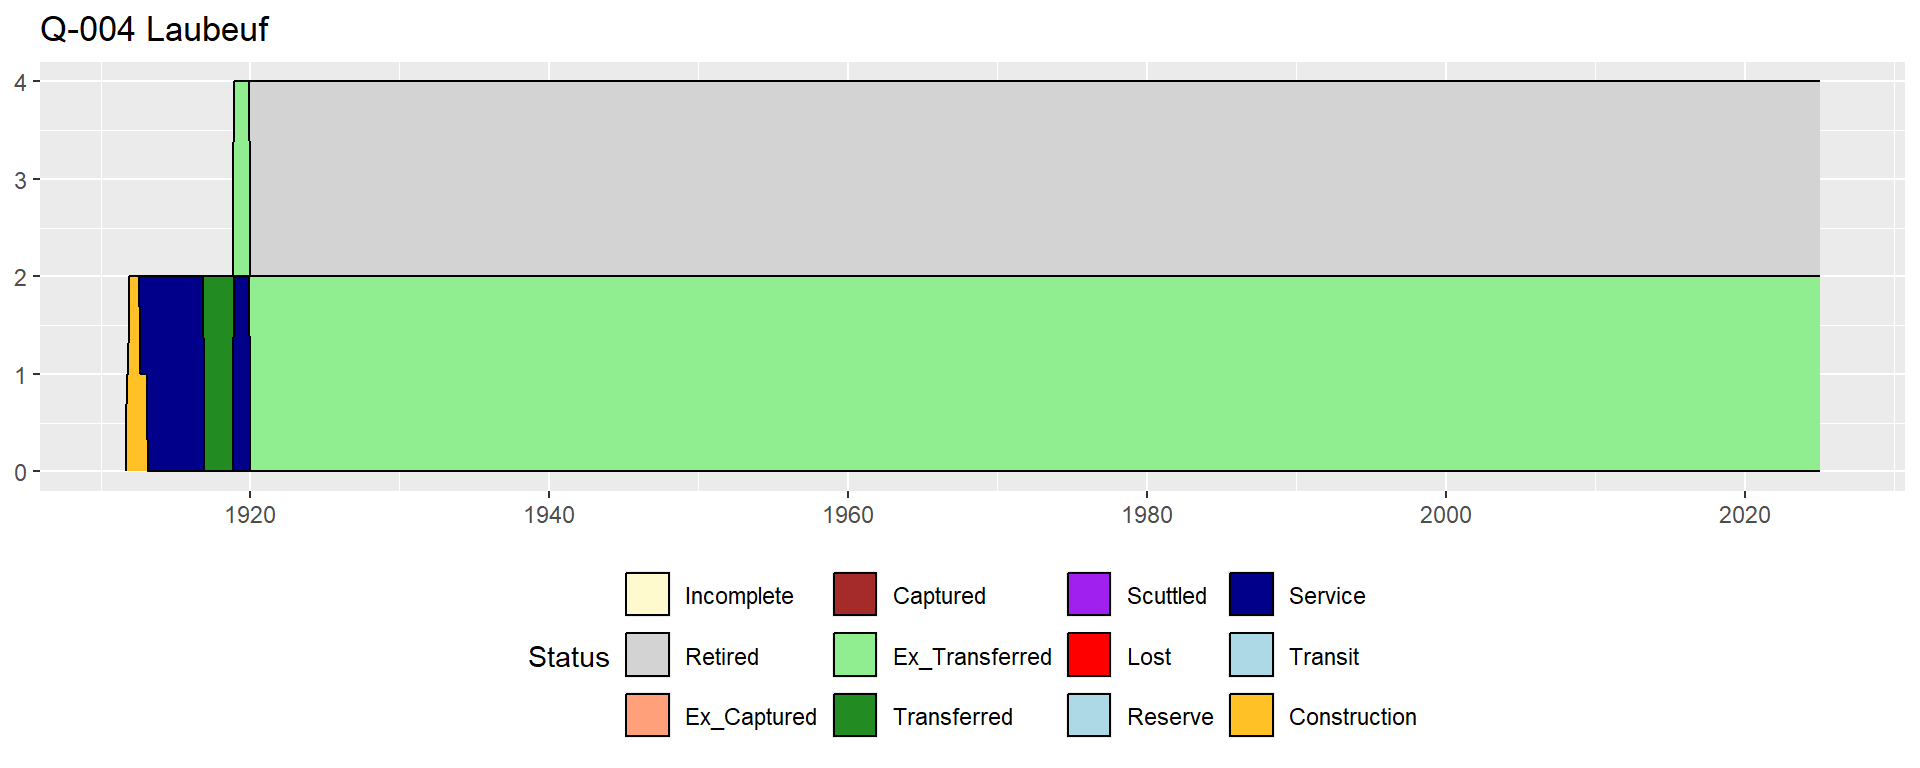 Q-004 Laubeuf
4
3
2
1
0
1920 1940 1960 1980 2000 2020
Incomplete Captured Scuttled Service
Status Retired Ex_Transferred Lost Transit
Ex_Captured Transferred Reserve Construction